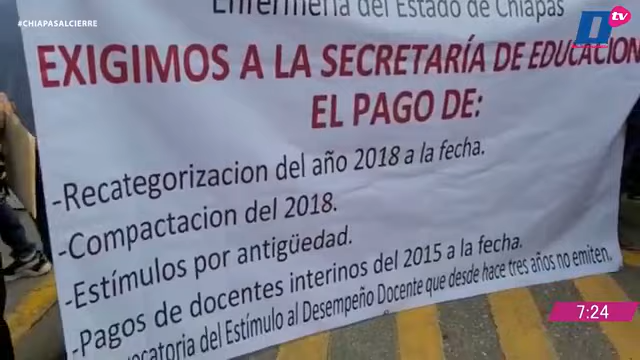 #CHIAPASALCIERRE
tv
Enfermería del Estado de Chiapas
EXIGIMOS A LA SECRETARÍA DE EDUCACION
EL PAGO DE:
-Recategorizacion del año 2018 a la fecha.
-Compactacion del 2018.
-Estímulos por antigüedad.
-Pagos de docentes interinos del 2015 a la fecha.
del Estímulo al Desempeño Docente que desde hace tres años no emiten.
7:24